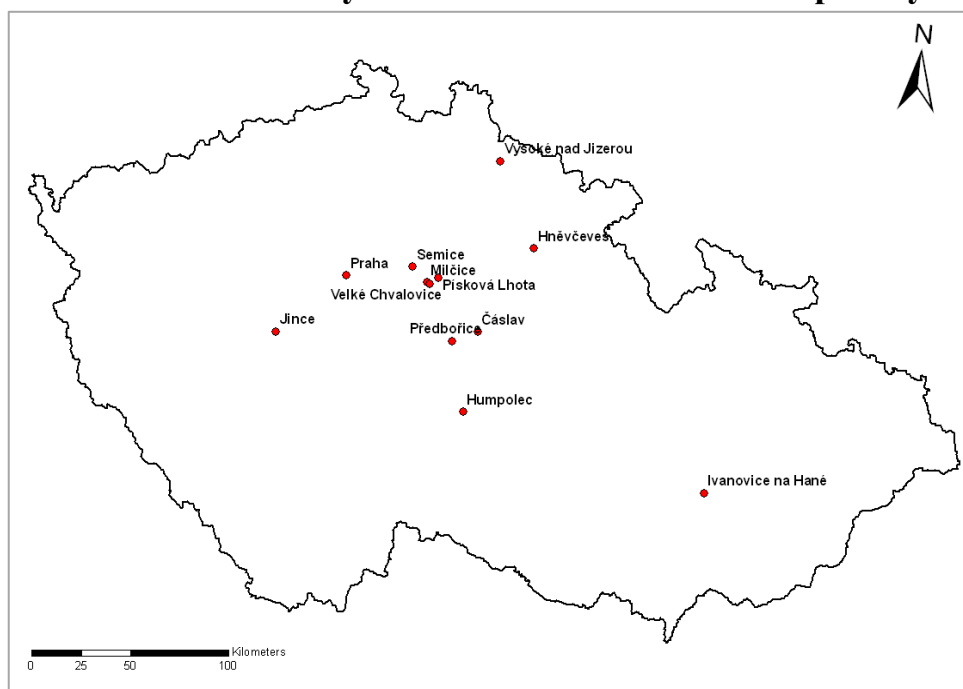 N
Vysoké nad Jizerou
Hněvčeves
Semice
Praha
Milčice
Písková Lhota
Velké Chvalovice
Jince
Předbořice
Čáslav
Humpolec
Ivanovice na Hané
Kilometers
0 25 50 100